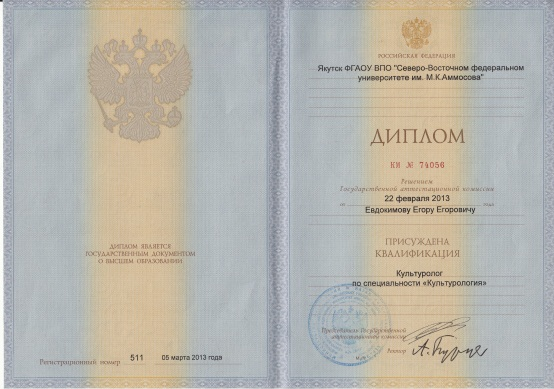 ДИПЛОМ ЯВЛЯЕТСЯ
ГОСУДАРСТВЕННЫМ ДОКУМЕНТОМ
О ВЫСШЕМ ОБРАЗОВАНИИ
Регистрационный номер 511 05 марта 2013 года
РОССИЙСКАЯ ФЕДЕРАЦИЯ
Якутск ФГАОУ ВПО "Северо-Восточном федеральном
университете им. М.К.Аммосова"
ДИПЛОМ
КИ № 74056
Решением
Государственной аттестационной комиссии
от 22 февраля 2013 года
Евдокимову Егору Егоровичу
ПРИСУЖДЕНА
КВАЛИФИКАЦИЯ
Культуролог
по специальности «Культурология»
Председатель Государственной
аттестационной комиссии
Ректор